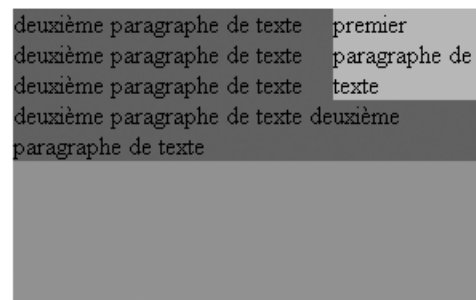 deuxième paragraphe de texte
deuxième paragraphe de texte
deuxième paragraphe de texte
deuxième paragraphe de texte deuxième
paragraphe de texte
premier
paragraphe de
texte